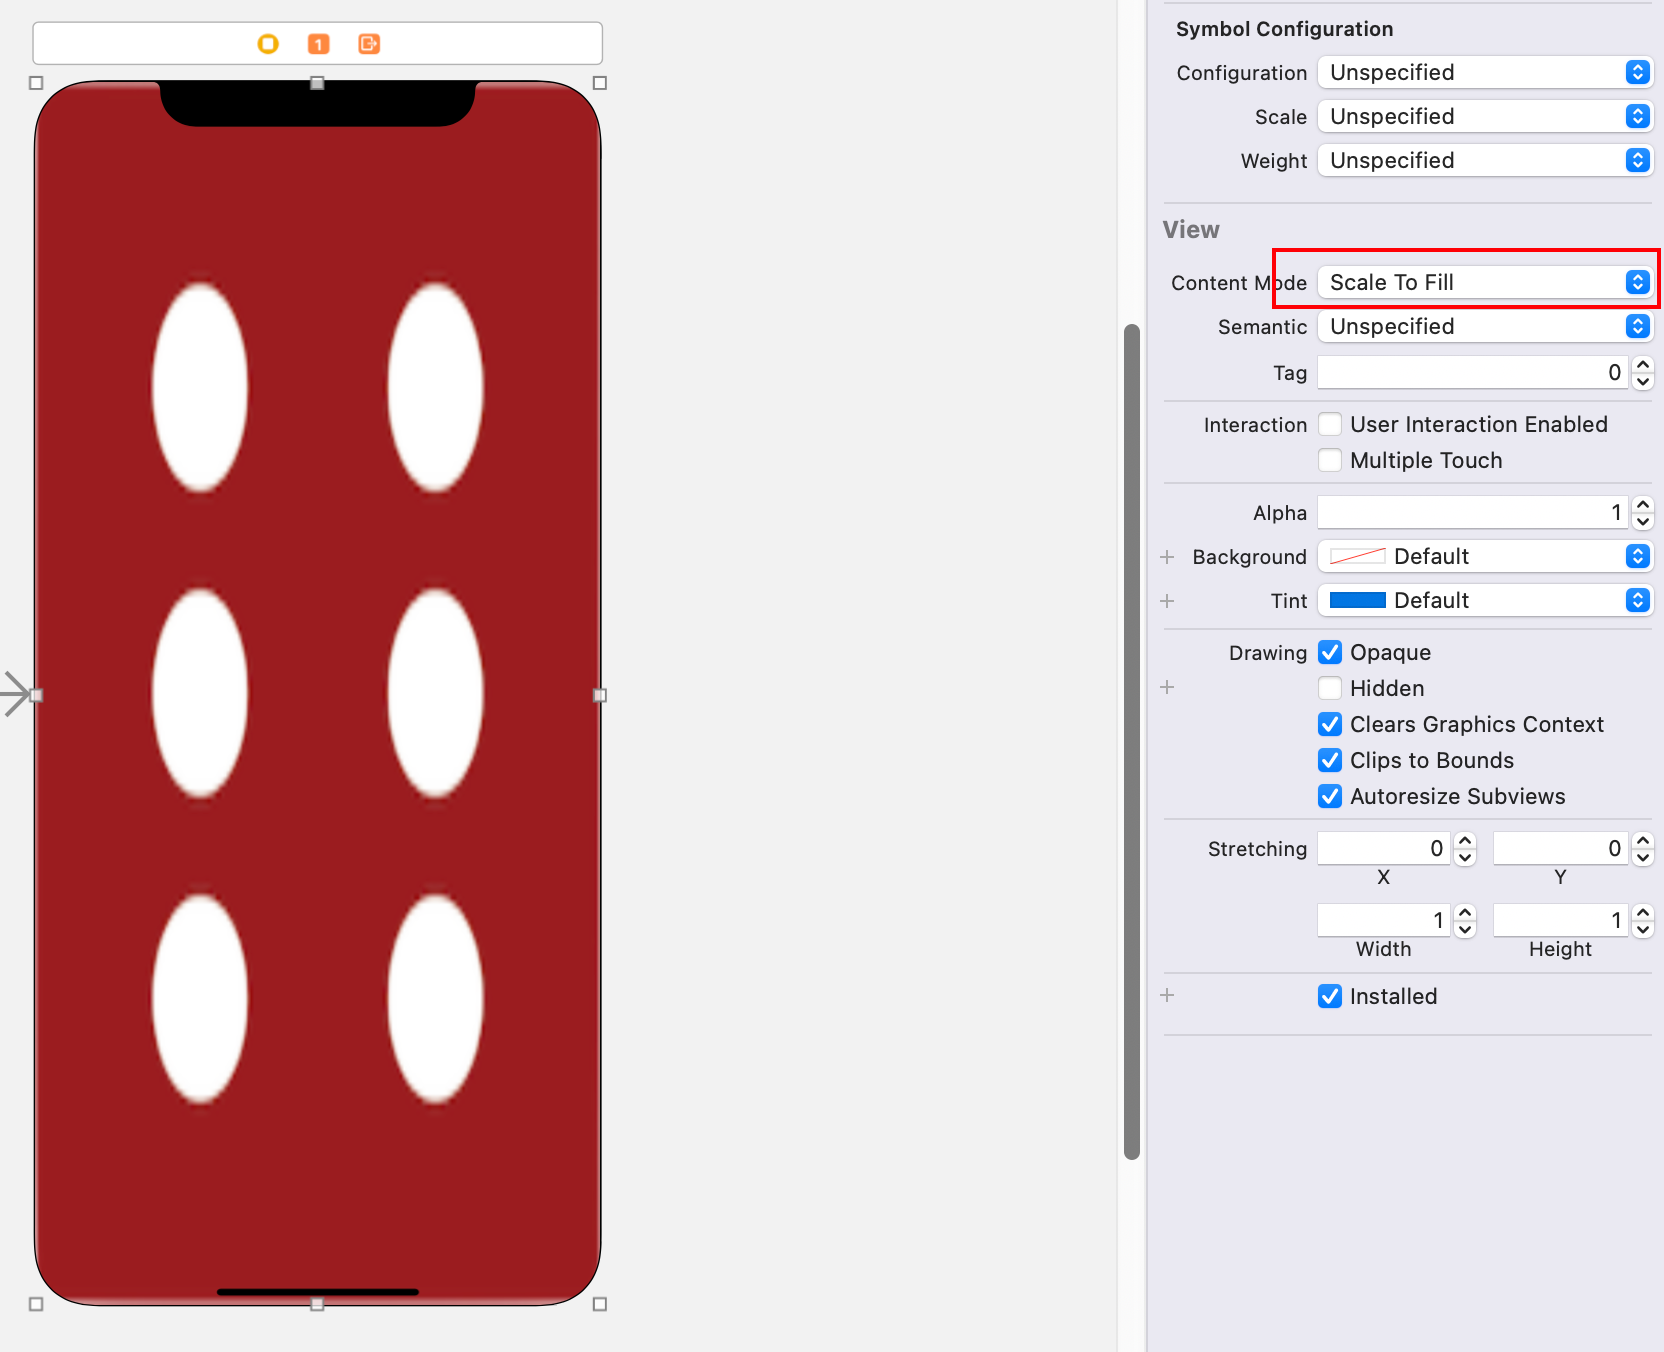 1
Symbol Configuration
Configuration Unspecified
Scale Unspecified
Weight Unspecified
View
Content Mode Scale To Fill
Semantic Unspecified
Tag 0
Interaction User Interaction Enabled
Multiple Touch
Alpha 1
Background Default
Tint Default
Drawing Opaque
Hidden
Clears Graphics Context
Clips to Bounds
Autoresize Subviews
Stretching 0 0
X Y
1 1
Width Height
Installed